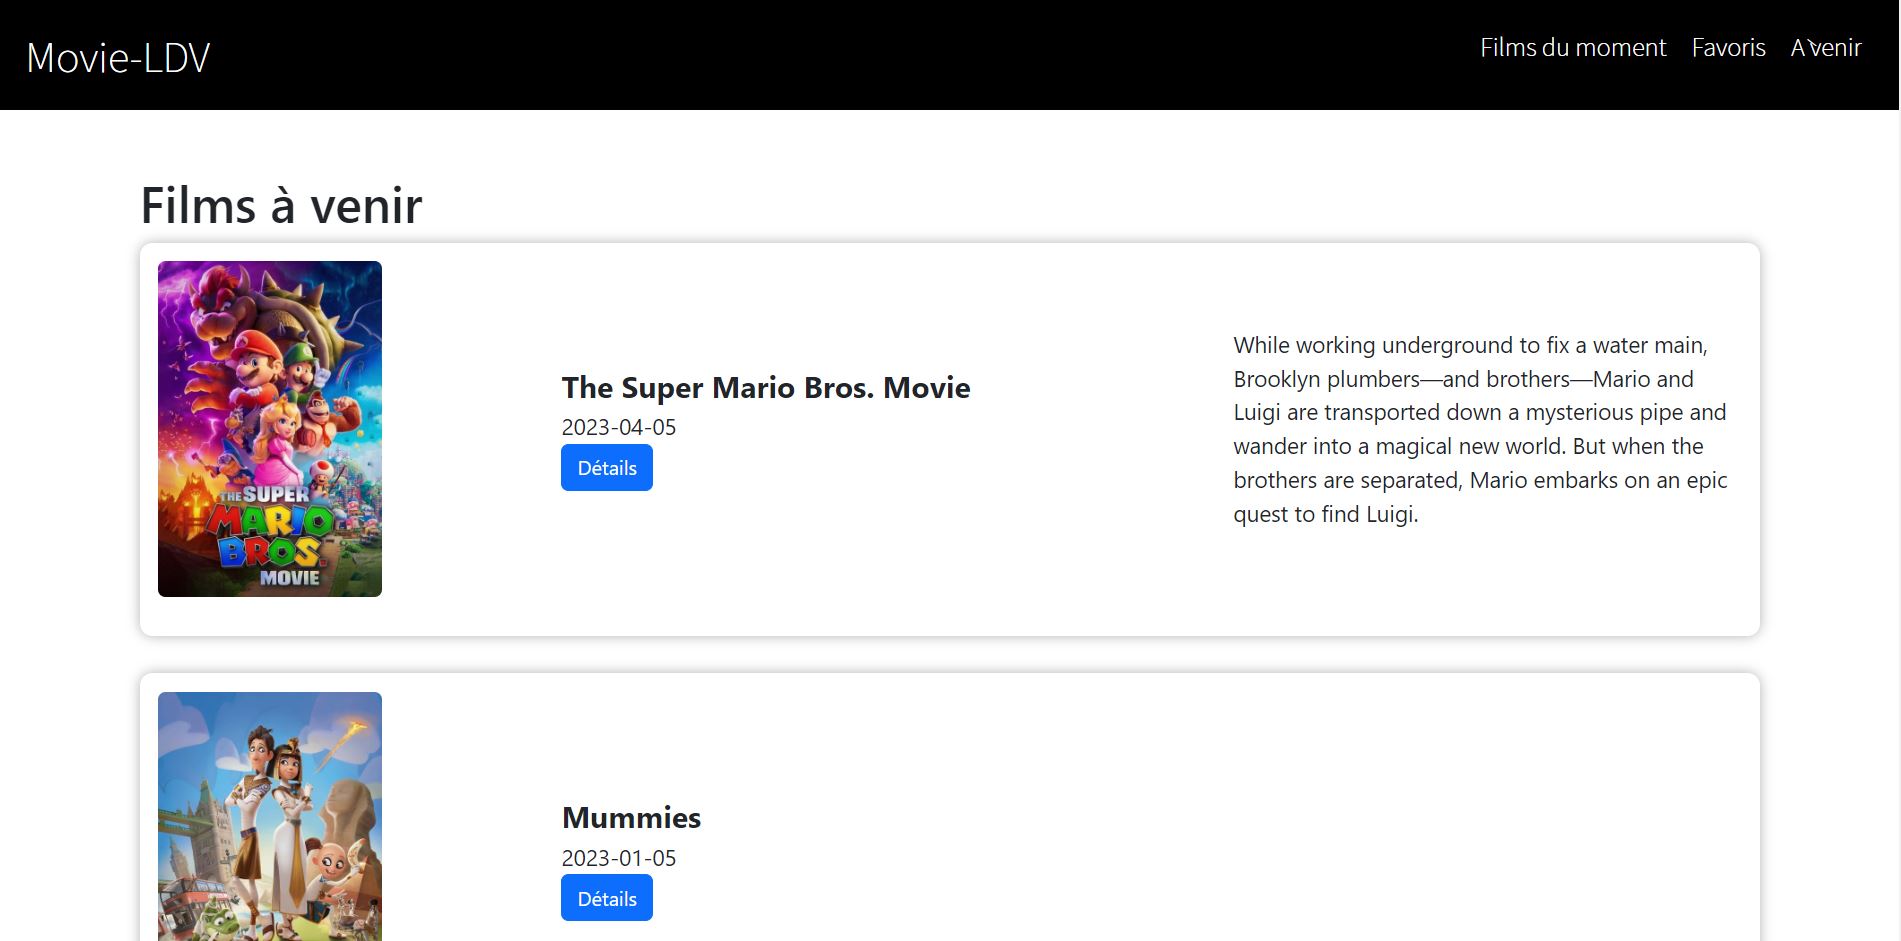 Movie-LDV
Films du moment Favoris A venir
Films à venir
THE SUPER
MARIO
BROS.
MOVIE
The Super Mario Bros. Movie
2023-04-05
Détails
While working underground to fix a water main,
Brooklyn plumbers—and brothers—Mario and
Luigi are transported down a mysterious pipe and
wander into a magical new world. But when the
brothers are separated, Mario embarks on an epic
quest to find Luigi.
Mummies
2023-01-05
Détails